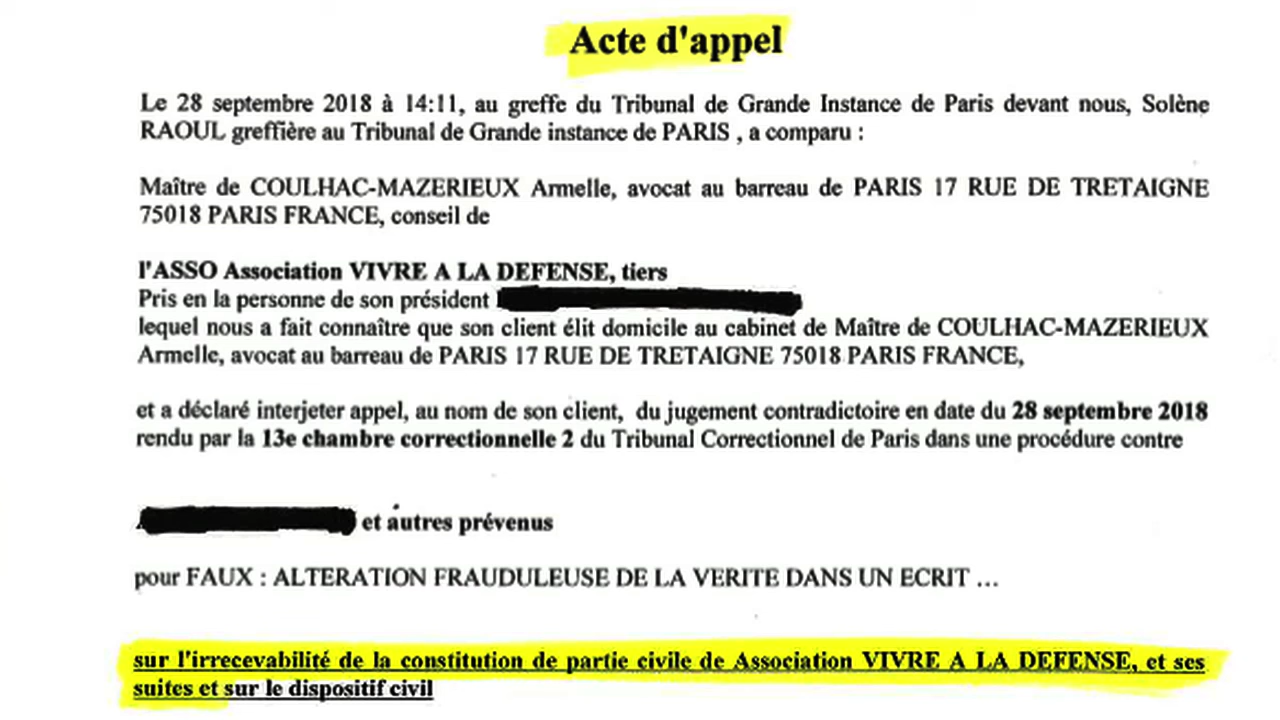 Acte d'appel
Le 28 septembre 2018 à 14:11, au greffe du Tribunal de Grande Instance de Paris devant nous, Solène
RAOUL greffière au Tribunal de Grande instance de PARIS , a comparu :
Maître de COULHAC-MAZERIEUX Armelle, avocat au barreau de PARIS 17 RUE DE TRETAIGNE
75018 PARIS FRANCE, conseil de
l'ASSO Association VIVRE A LA DEFENSE, tiers
Pris en la personne de son président
lequel nous a fait connaître que son client élit domicile au cabinet de Maître de COULHAC-MAZERIEUX
Armelle, avocat au barreau de PARIS 17 RUE DE TRETAIGNE 75018 PARIS FRANCE,
et a déclaré interjeter appel, au nom de son client, du jugement contradictoire en date du 28 septembre 2018
rendu par la 13e chambre correctionnelle 2 du Tribunal Correctionnel de Paris dans une procédure contre
et autres prévenus
pour FAUX : ALTERATION FRAUDULEUSE DE LA VERITE DANS UN ECRIT ...
sur l'irrecevabilité de la constitution de partie civile de Association VIVRE A LA DEFENSE, et ses
suites et sur le dispositif civil